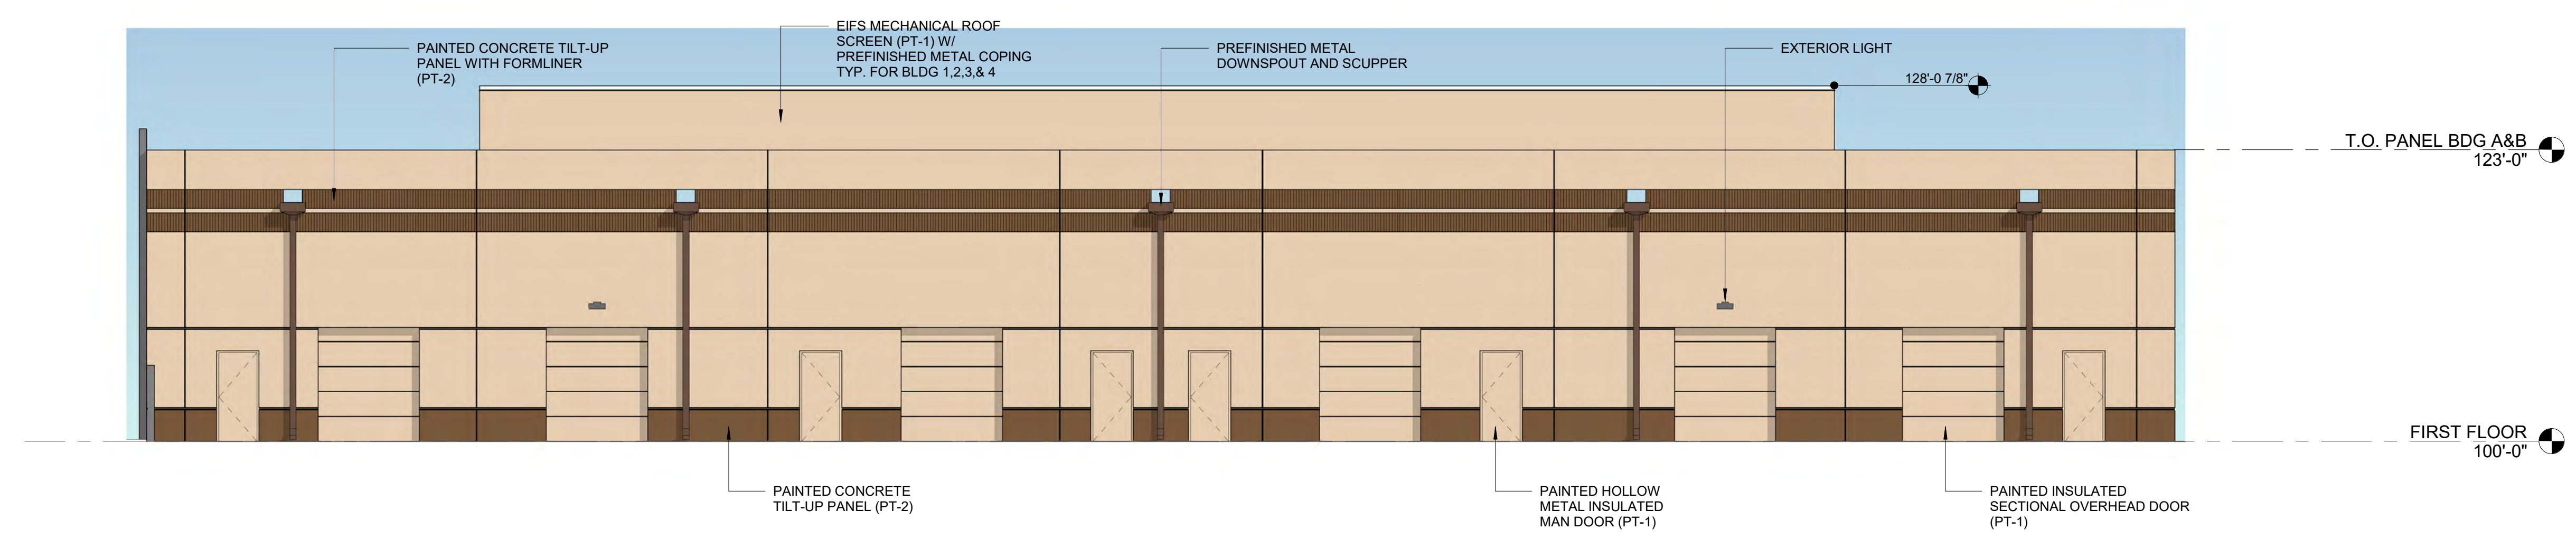 EIFS MECHANICAL ROOF
SCREEN (PT-1) W/
PREFINISHED METAL COPING
TYP. FOR BLDG 1,2,3,& 4
PAINTED CONCRETE TILT-UP
PANEL WITH FORMLINER
(PT-2)
PREFINISHED METAL
DOWNSPOUT AND SCUPPER
EXTERIOR LIGHT
128'-0 7/8"
T.O. PANEL BDG A&B
123'-0"
FIRST FLOOR
100'-0"
PAINTED CONCRETE
TILT-UP PANEL (PT-2)
PAINTED HOLLOW
METAL INSULATED
MAN DOOR (PT-1)
PAINTED INSULATED
SECTIONAL OVERHEAD DOOR
(PT-1)